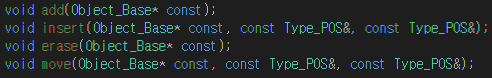 void add(Object_Base* const);
void insert(Object_Base* const, const Type_POS&, const Type_POS&);
void erase(Object_Base* const);
void move(Object_Base* const, const Type_POS&, const Type_POS&);